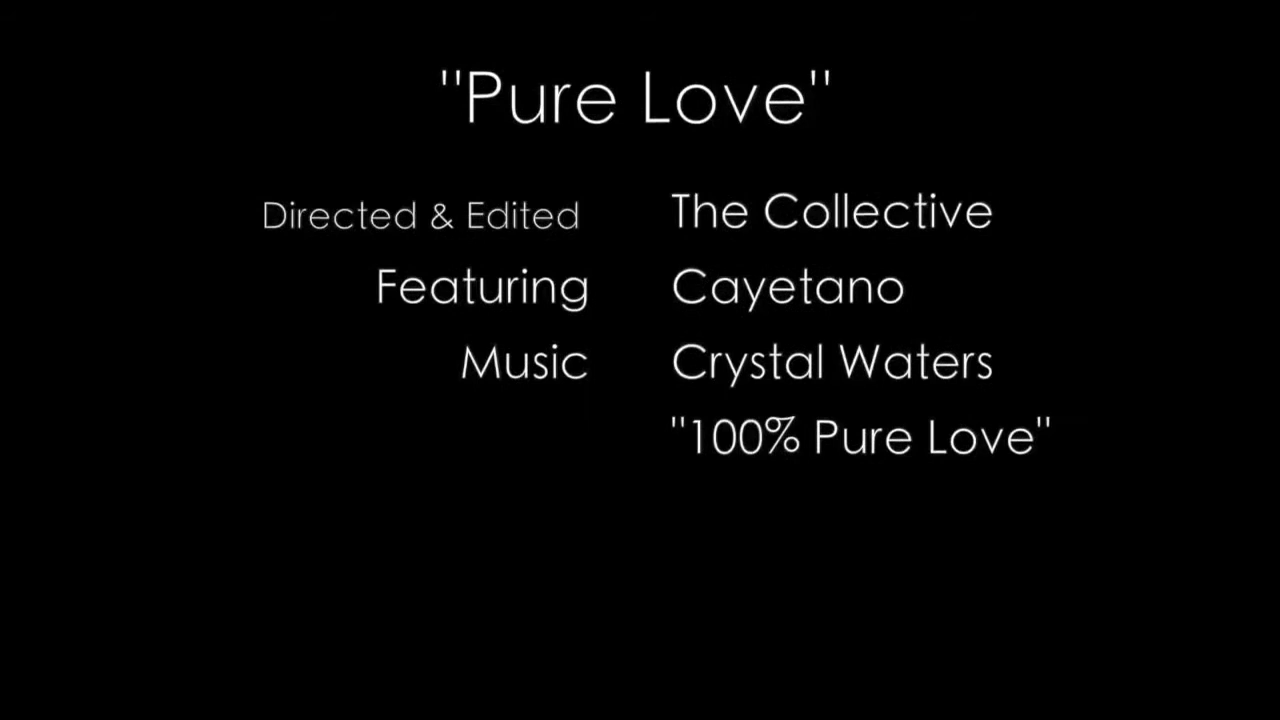 "Pure Love"
Directed & Edited The Collective
Featuring Cayetano
Music Crystal Waters
"100% Pure Love"